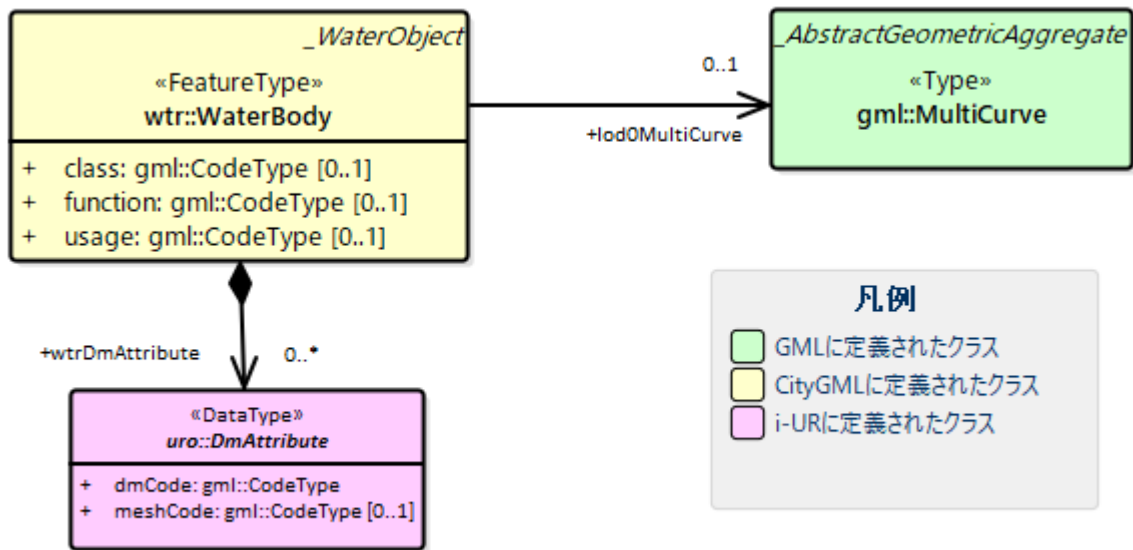 _WaterObject
«FeatureType»
wtr::WaterBody
+ class: gml::CodeType [0..1]
+ function: gml::CodeType [0..1]
+ usage: gml::CodeType [0..1]
0..1
+lod0MultiCurve
_AbstractGeometricAggregate
«Type»
gml::MultiCurve
+wtrDmAttribute
0..*
«DataType»
uro::DmAttribute
+ dmCode: gml::CodeType
+ meshCode: gml::CodeType [0..1]
凡例
GMLに定義されたクラス
CityGMLに定義されたクラス
i-URに定義されたクラス